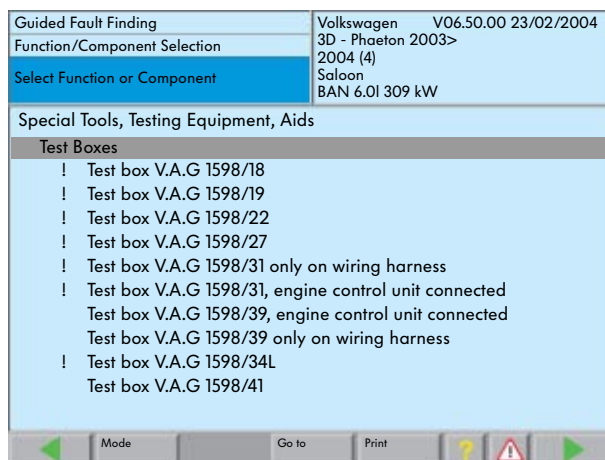 Guided Fault Finding
Function/Component Selection
Select Function or Component
Volkswagen V06.50.00 23/02/2004
3D - Phaeton 2003>
2004 (4)
Saloon
BAN 6.0l 309 kW
Special Tools, Testing Equipment, Aids
Test Boxes
! Test box V.A.G 1598/18
! Test box V.A.G 1598/19
! Test box V.A.G 1598/22
! Test box V.A.G 1598/27
! Test box V.A.G 1598/31 only on wiring harness
! Test box V.A.G 1598/31, engine control unit connected
Test box V.A.G 1598/39, engine control unit connected
Test box V.A.G 1598/39 only on wiring harness
! Test box V.A.G 1598/34L
Test box V.A.G 1598/41
Mode Go to Print ? !